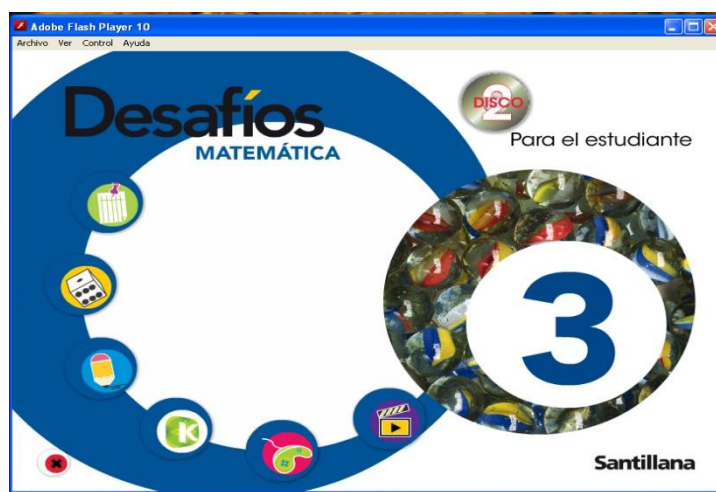 Adobe Flash Player 10
Archivo Ver Control Ayuda
Desafíos
MATEMÁTICA
DISCO 2
Para el estudiante
3
K
Santillana